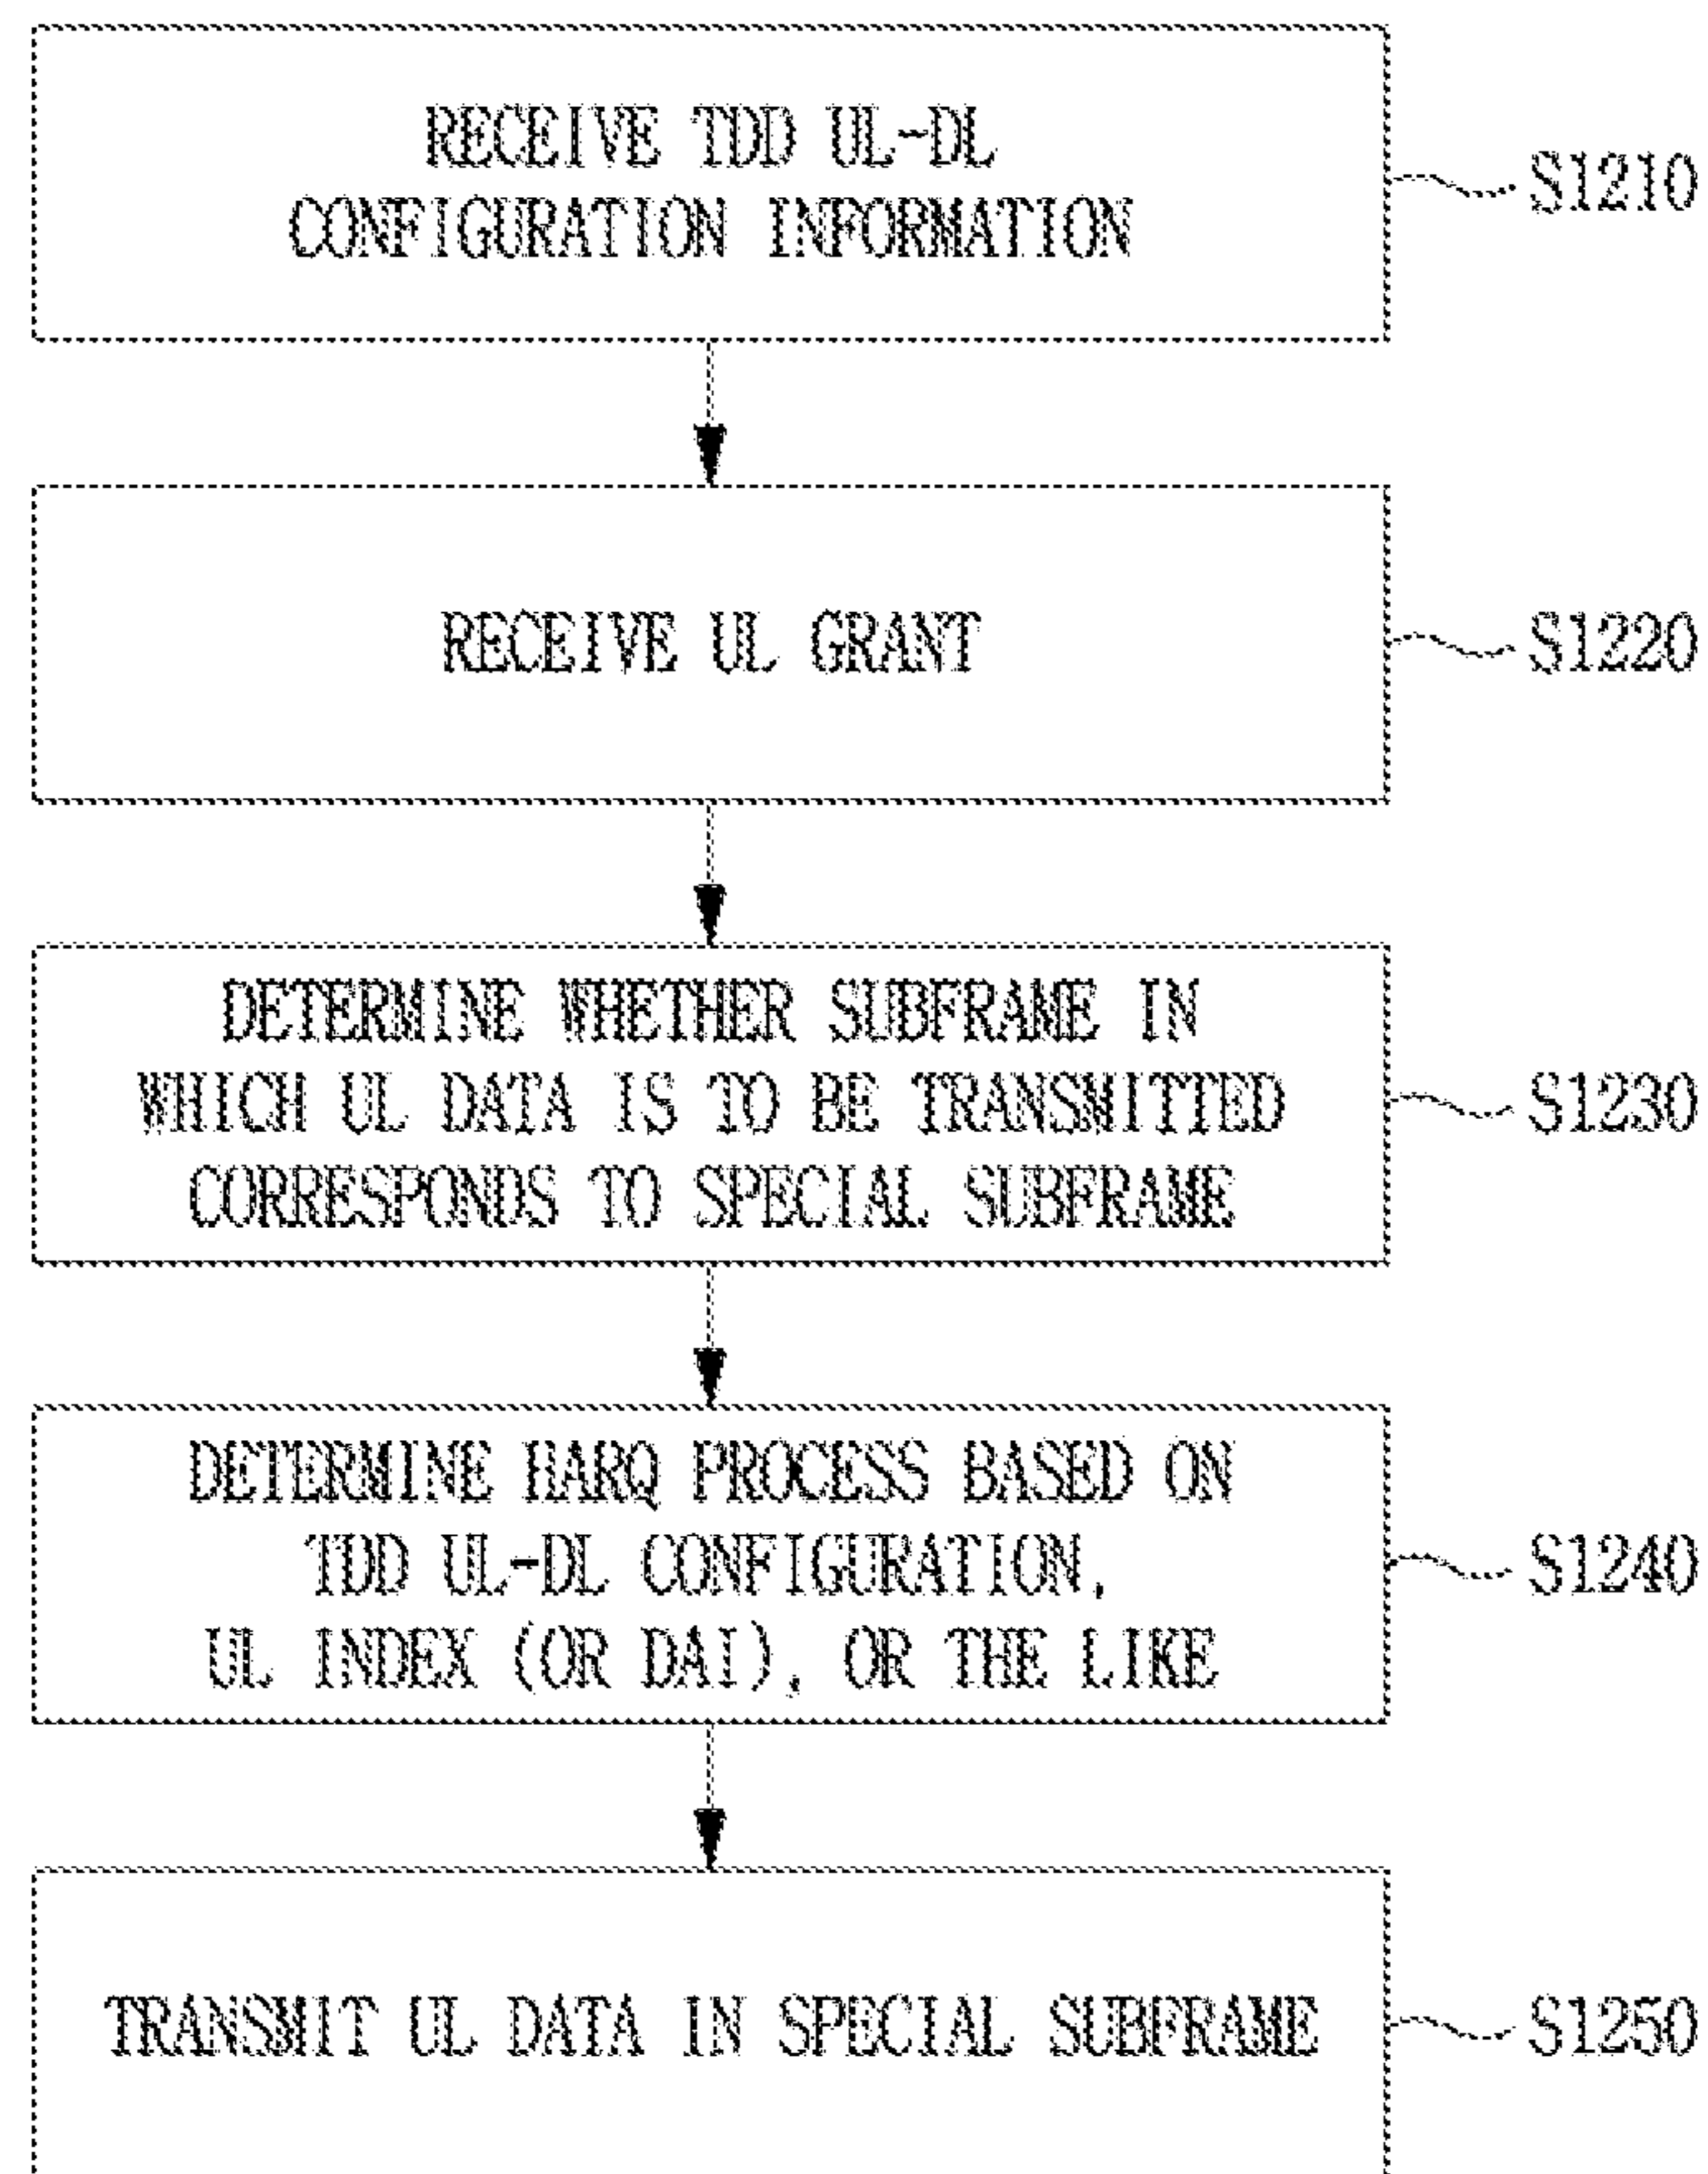 RECEIVE TDD UL-DL
CONFIGURATION INFORMATION
S1210
RECEIVE UL GRANT
S1220
DETERMINE WHETHER SUBFRAME IN
WHICH UL DATA IS TO BE TRANSMITTED
CORRESPONDS TO SPECIAL SUBFRAME
S1230
DETERMINE HARQ PROCESS BASED ON
TDD UL-DL CONFIGURATION,
UL INDEX (OR DAI), OR THE LIKE
S1240
TRANSMIT UL DATA IN SPECIAL SUBFRAME
S1250